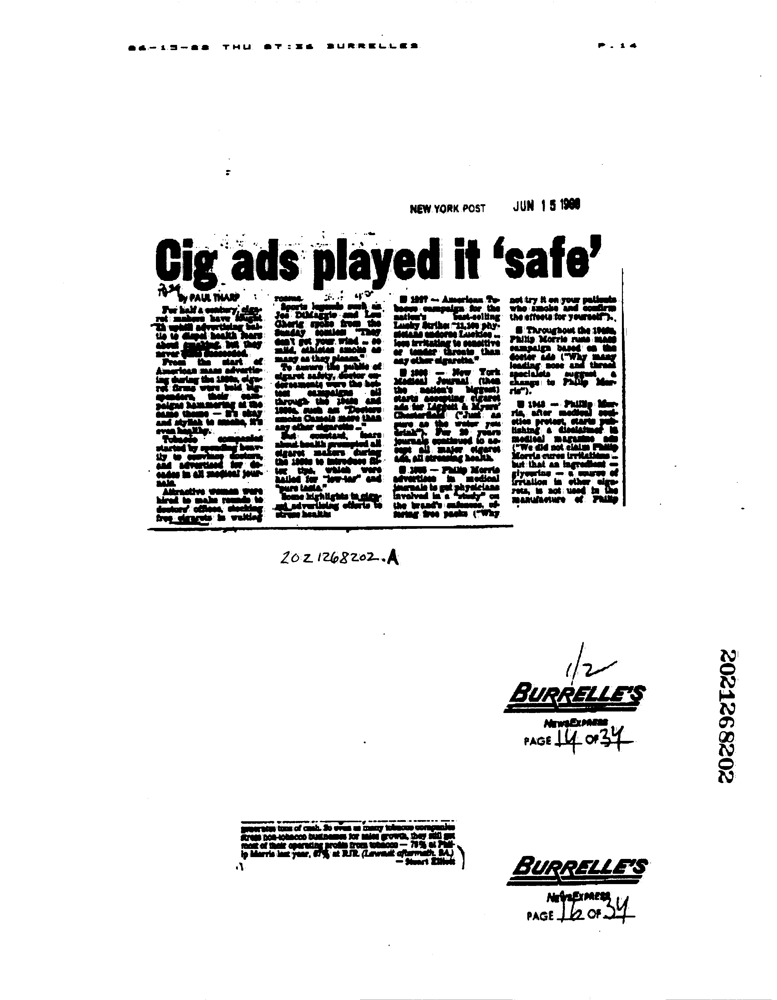 THU 07:36 BURRELLES P.14
NEW YORK POST JUN 15 1988
Cig ads played it ‘safe’
By PAUL THARP
For half a century, cigaret
makers have fought
an uphill advertising battle
to dispel health fears
about smoking, but they
never
From the start of
American mass advertising
during the 1920s, cigaret
firms were bold big
spenders, their campaigns
hammering at the
same theme — it's okay
and stylish to smoke, it's
even healthy.
Tobacco companies
started by spending heavily
to convince doctors
and advertised for decades
in all medical journals.
Attractive women were
hired to make rounds to
doctors' offices, stocking
free cigarets in waiting
rooms.
Sports legends such as
Joe DiMaggio and Lou
Gherig spoke from the
Sunday comics: "They
don't get your wind — so
mild, athletes smoke as
many as they please."
To assure the public of
cigaret safety, doctor endorsements
were the hottest
campaigns all
through the 1930s and
1940s, such as "Doctors
smoke Camels more than
any other cigarette."
But constant fears
about health prompted all
cigaret makers during
the 1950s to introduce filter
tips, which were
hailed for "low-tar" and
"pure taste."
Some highlights in cigaret
advertising efforts to
stress health:
■ 1927 — American Tobacco
campaign for the
nation's best-selling
Lucky Strike: "11,105 physicians
endorse Luckies ...
less irritating to sensitive
or tender throats than
any other cigarette."
— New York
Medical Journal (then
the nation's biggest)
starts accepting cigaret
ads for Liggett & Myers'
Chesterfield ("Just as
pure as the water you
drink"). For 20 years
journals continued to accept
all major cigaret
ads, all stressing health.
— Philip Morris
advertises in medical
journals to get physicians
involved in a "study" on
the brand's mildness, offering
free packs ("Why
not try it on your patients
who smoke and confirm
the effects for yourself").
■ Throughout the 1940s,
Philip Morris runs mass
campaign based on the
doctor ads ("Why many
leading nose and throat
specialists suggest a
change to Philip Morris").
— Philip Morris,
after medical societies
protest, starts publishing
a disclaimer in
medical magazine ads
("We did not claim Philip
Morris cures irritations ...
but that an ingredient —
glycerine — a source of
irritation in other cigarets,
is not used in the
manufacture of Philip
2021268202.A
1/2
BURRELLE'S
NEWSEXPRESS
PAGE 14 OF 34
2021268202
generates tons of cash. So even as many tobacco companies
stress non-tobacco businesses for sales growth, they still get
most of their operating profits from tobacco — 79% at Philip
Morris last year, 67% at RJR. (Lawsuit aftermath, 8A.)
— Stuart Elliott
BURRELLE'S
NEWSEXPRESS
PAGE 16 OF 34